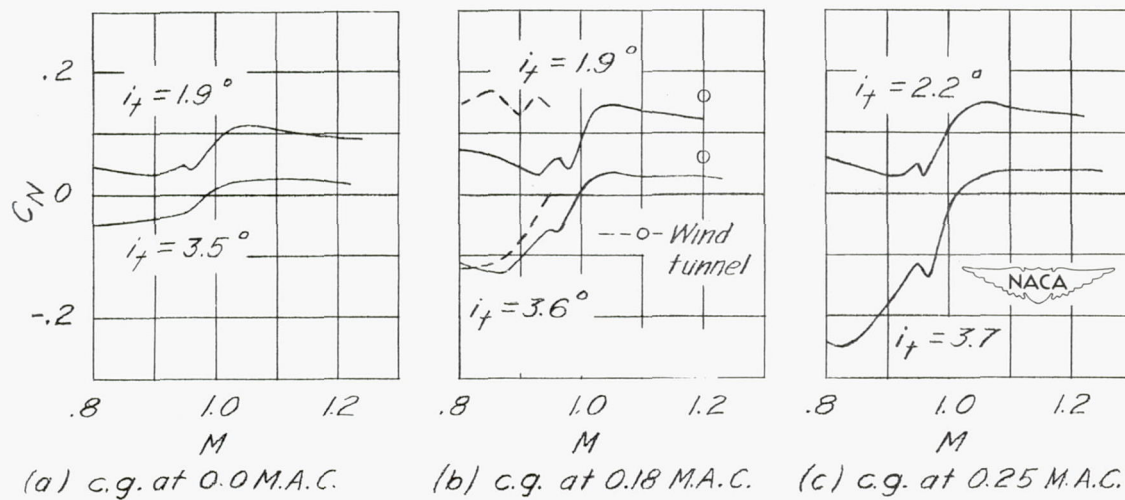 .2
C_N 0
-.2
i_t = 1.9°
i_t = 3.5°
.8 1.0 1.2
M
(a) c.g. at 0.0 M.A.C.
i_t = 1.9°
--o- Wind
tunnel
i_t = 3.6°
.8 1.0 1.2
M
(b) c.g. at 0.18 M.A.C.
i_t = 2.2°
NACA
i_t = 3.7
.8 1.0 1.2
M
(c) c.g. at 0.25 M.A.C.